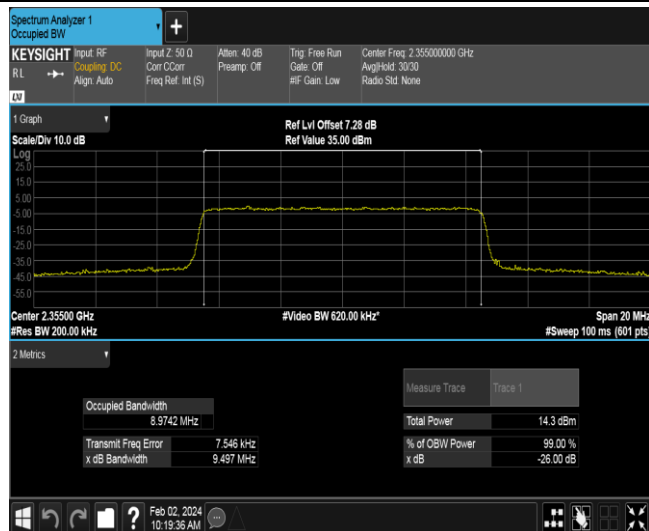 Spectrum Analyzer 1
Occupied BW
+
KEYSIGHT
RL
Input: RF
Coupling: DC
Align: Auto
Input Z: 50 Ω
Corr CCorr
Freq Ref: Int (S)
Atten: 40 dB
Preamp: Off
Trig: Free Run
Gate: Off
#IF Gain: Low
Center Freq: 2.355000000 GHz
Avg|Hold: 30/30
Radio Std: None
LXI
1 Graph
Scale/Div 10.0 dB
Ref Lvl Offset 7.28 dB
Ref Value 35.00 dBm
Log
25.0
15.0
5.00
-5.00
-15.0
-25.0
-35.0
-45.0
-55.0
Center 2.35500 GHz
#Res BW 200.00 kHz
#Video BW 620.00 kHz*
Span 20 MHz
#Sweep 100 ms (601 pts)
2 Metrics
Measure Trace
Trace 1
Occupied Bandwidth
8.9742 MHz
Total Power
14.3 dBm
Transmit Freq Error
7.546 kHz
% of OBW Power
99.00 %
x dB Bandwidth
9.497 MHz
x dB
-26.00 dB
?
Feb 02, 2024
10:19:36 AM